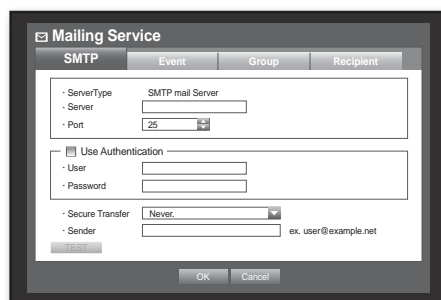 Mailing Service
SMTP Event Group Recipient
· ServerType SMTP mail Server
· Server
· Port 25
Use Authentication
· User
· Password
· Secure Transfer Never.
· Sender ex. user@example.net
TEST
OK Cancel